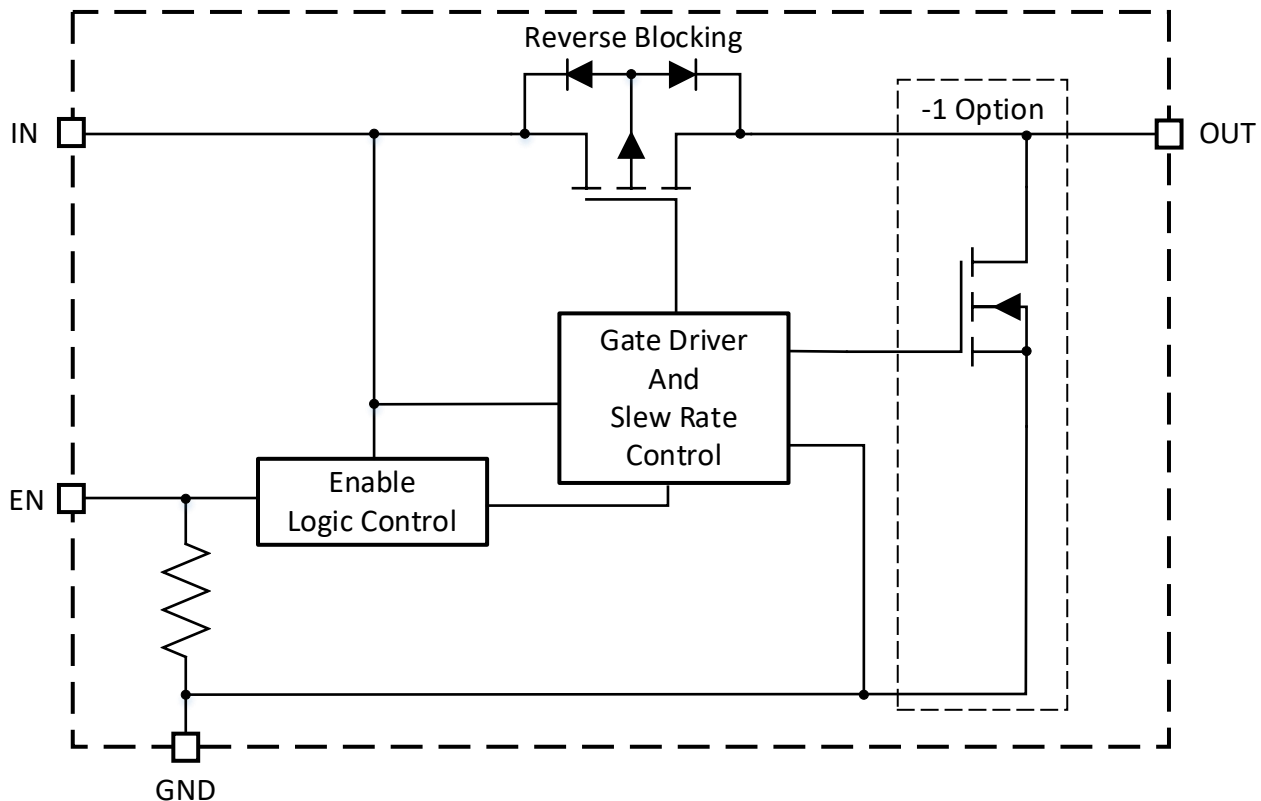 Reverse Blocking
-1 Option
IN
OUT
Gate Driver
And
Slew Rate
Control
Enable
Logic Control
EN
GND